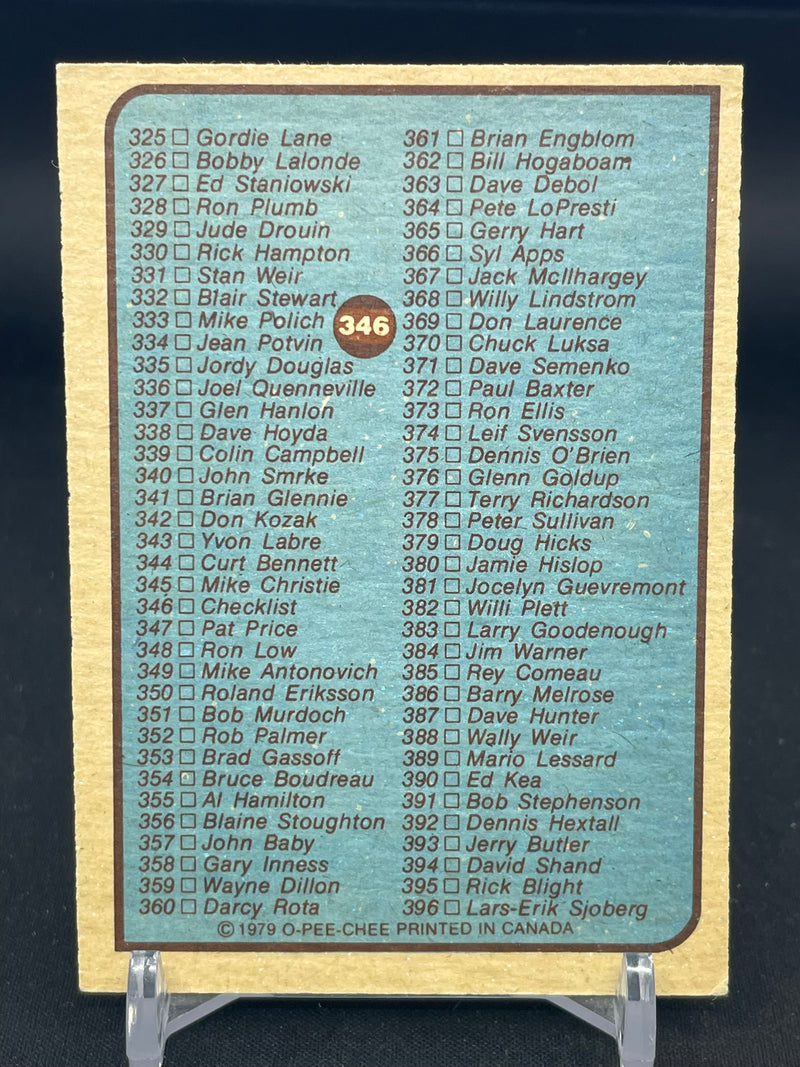 325 □ Gordie Lane
326 □ Bobby Lalonde
327 □ Ed Staniowski
328 □ Ron Plumb
329 □ Jude Drouin
330 □ Rick Hampton
331 □ Stan Weir
332 □ Blair Stewart
333 □ Mike Polich
334 □ Jean Potvin
335 □ Jordy Douglas
336 □ Joel Quenneville
337 □ Glen Hanlon
338 □ Dave Hoyda
339 □ Colin Campbell
340 □ John Smrke
341 □ Brian Glennie
342 □ Don Kozak
343 □ Yvon Labre
344 □ Curt Bennett
345 □ Mike Christie
346 □ Checklist
347 □ Pat Price
348 □ Ron Low
349 □ Mike Antonovich
350 □ Roland Eriksson
351 □ Bob Murdoch
352 □ Rob Palmer
353 □ Brad Gassoff
354 □ Bruce Boudreau
355 □ Al Hamilton
356 □ Blaine Stoughton
357 □ John Baby
358 □ Gary Inness
359 □ Wayne Dillon
360 □ Darcy Rota
346
361 □ Brian Engblom
362 □ Bill Hogaboam
363 □ Dave Debol
364 □ Pete LoPresti
365 □ Gerry Hart
366 □ Syl Apps
367 □ Jack McIlhargey
368 □ Willy Lindstrom
369 □ Don Laurence
370 □ Chuck Luksa
371 □ Dave Semenko
372 □ Paul Baxter
373 □ Ron Ellis
374 □ Leif Svensson
375 □ Dennis O'Brien
376 □ Glenn Goldup
377 □ Terry Richardson
378 □ Peter Sullivan
379 □ Doug Hicks
380 □ Jamie Hislop
381 □ Jocelyn Guevremont
382 □ Willi Plett
383 □ Larry Goodenough
384 □ Jim Warner
385 □ Rey Comeau
386 □ Barry Melrose
387 □ Dave Hunter
388 □ Wally Weir
389 □ Mario Lessard
390 □ Ed Kea
391 □ Bob Stephenson
392 □ Dennis Hextall
393 □ Jerry Butler
394 □ David Shand
395 □ Rick Blight
396 □ Lars-Erik Sjoberg
© 1979 O-PEE-CHEE PRINTED IN CANADA